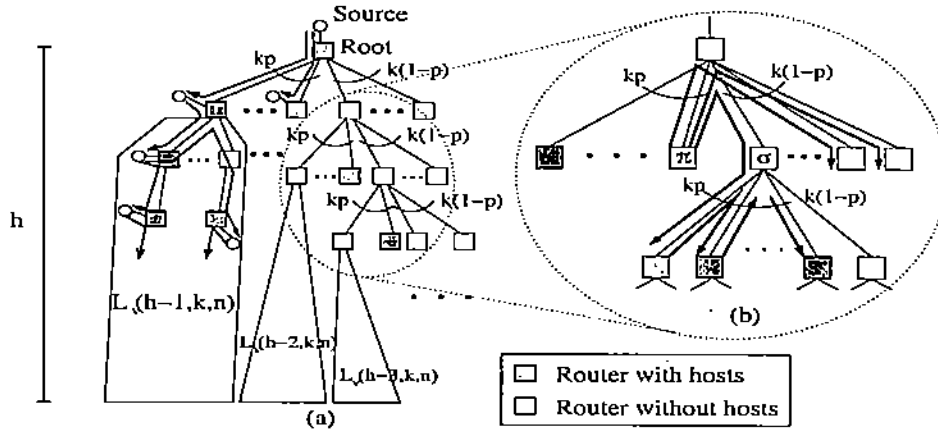 Source
Root
kp
k(1-p)
kp
k(1-p)
kp
k(1-p)
h
L (h-1,k,n)
L (h-2,k,n)
L (h-3,k,n)
(a)
kp
k(1-p)
π
σ
kp
k(1-p)
(b)
Router with hosts
Router without hosts